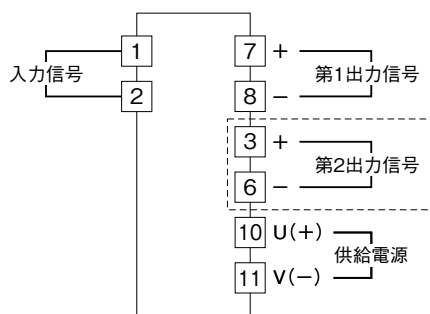 1
入力信号
2
7 +
第1出力信号
8 −
3 +
第2出力信号
6 −
10 U(+)
供給電源
11 V(−)